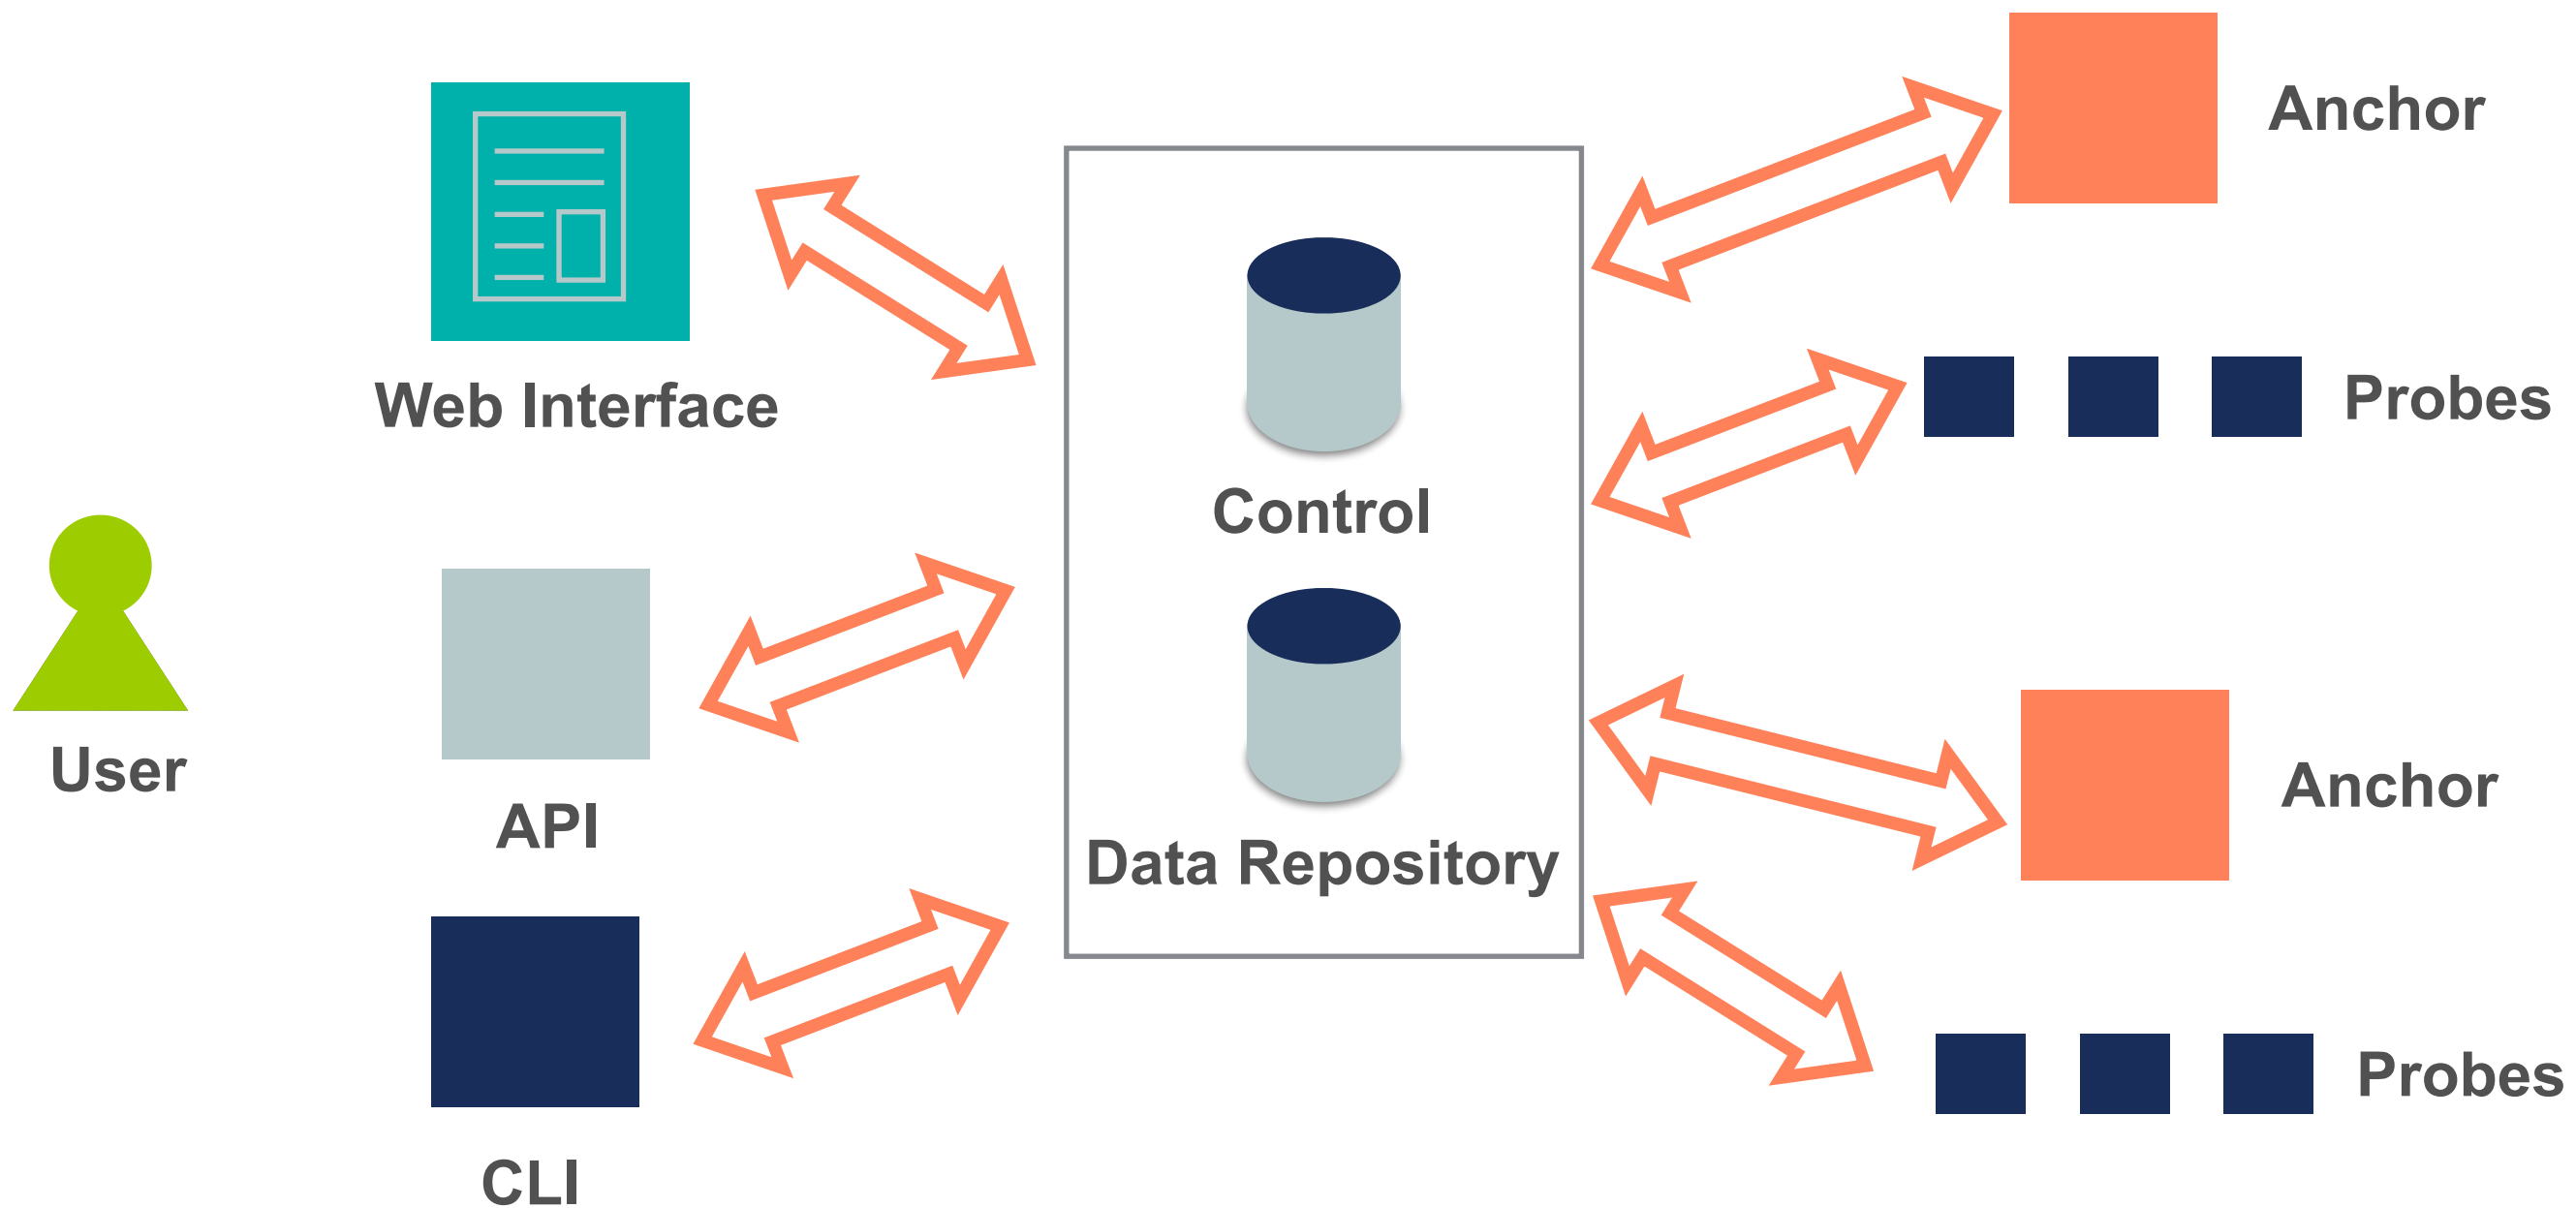 Anchor
Web Interface
Probes
Control
User
API
Data Repository
Anchor
CLI
Probes